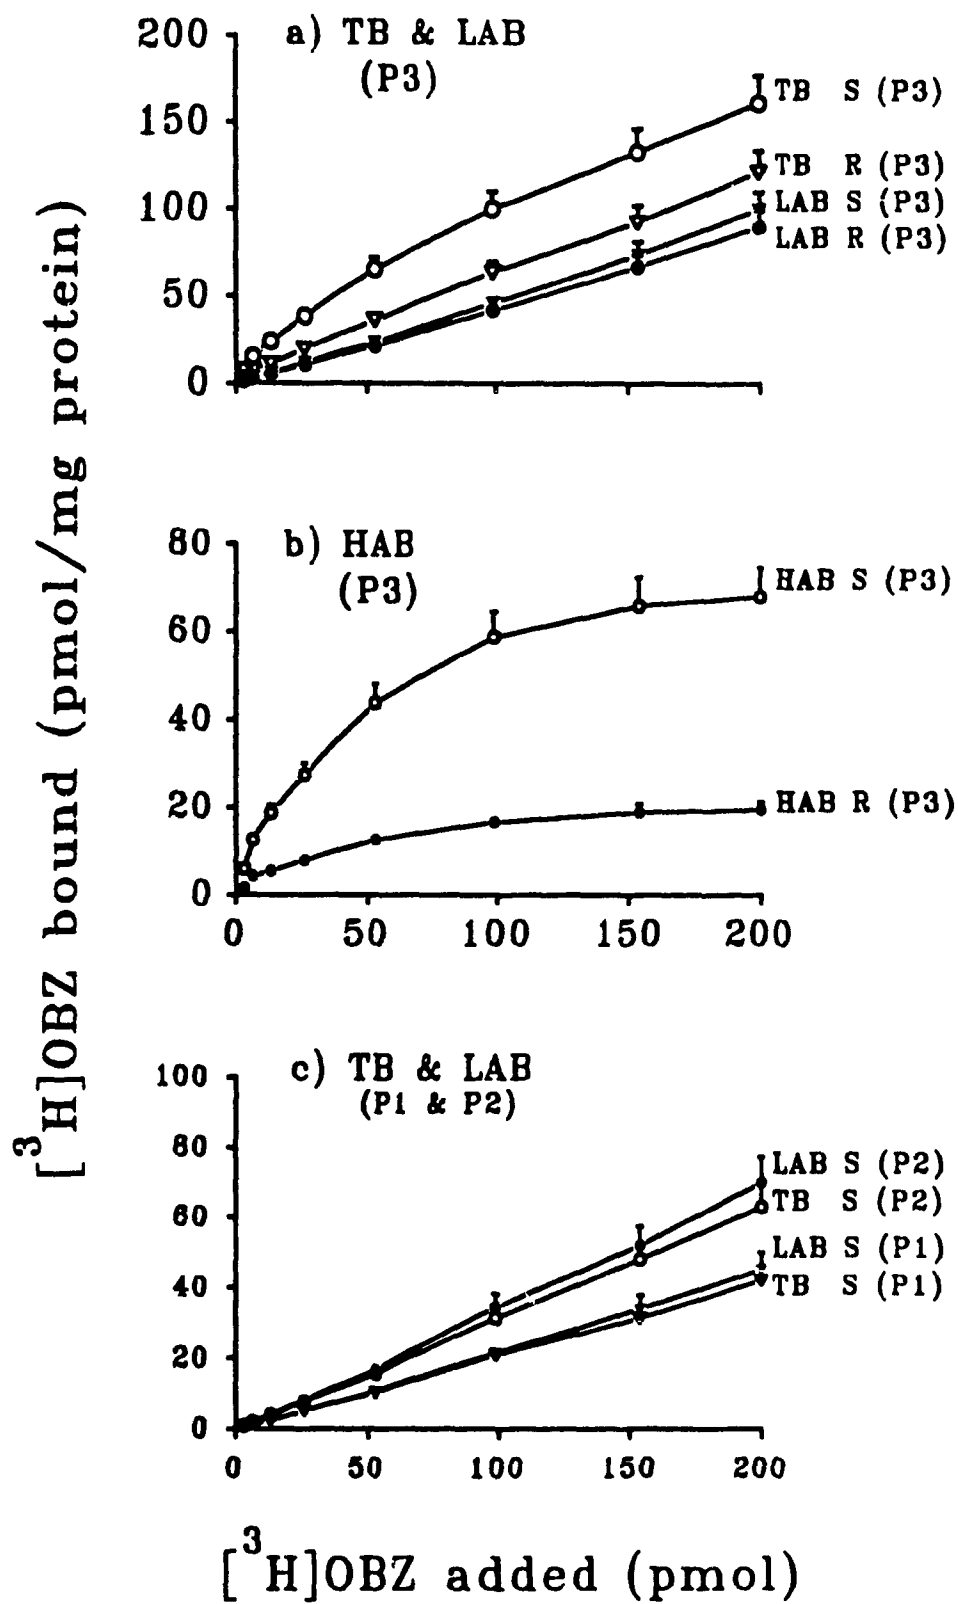 [³H]OBZ bound (pmol/mg protein)
a) TB & LAB
(P3)
200
150
100
50
0
TB S (P3)
TB R (P3)
LAB S (P3)
LAB R (P3)
b) HAB
(P3)
80
60
40
20
0
HAB S (P3)
HAB R (P3)
0 50 100 150 200
c) TB & LAB
(P1 & P2)
100
80
60
40
20
0
LAB S (P2)
TB S (P2)
LAB S (P1)
TB S (P1)
0 50 100 150 200
[³H]OBZ added (pmol)